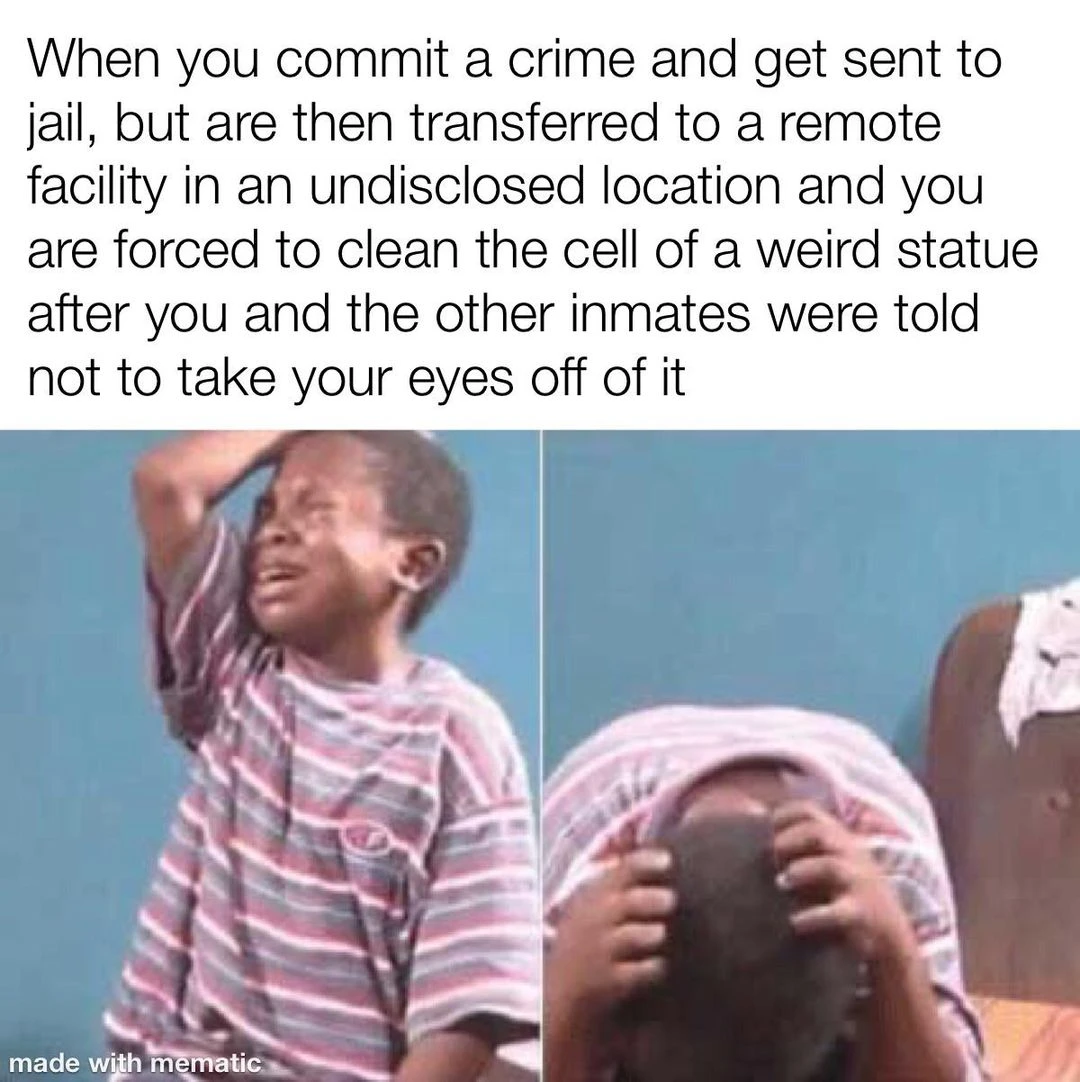 When you commit a crime and get sent to
jail, but are then transferred to a remote
facility in an undisclosed location and you
are forced to clean the cell of a weird statue
after you and the other inmates were told
not to take your eyes off of it
made with mematic